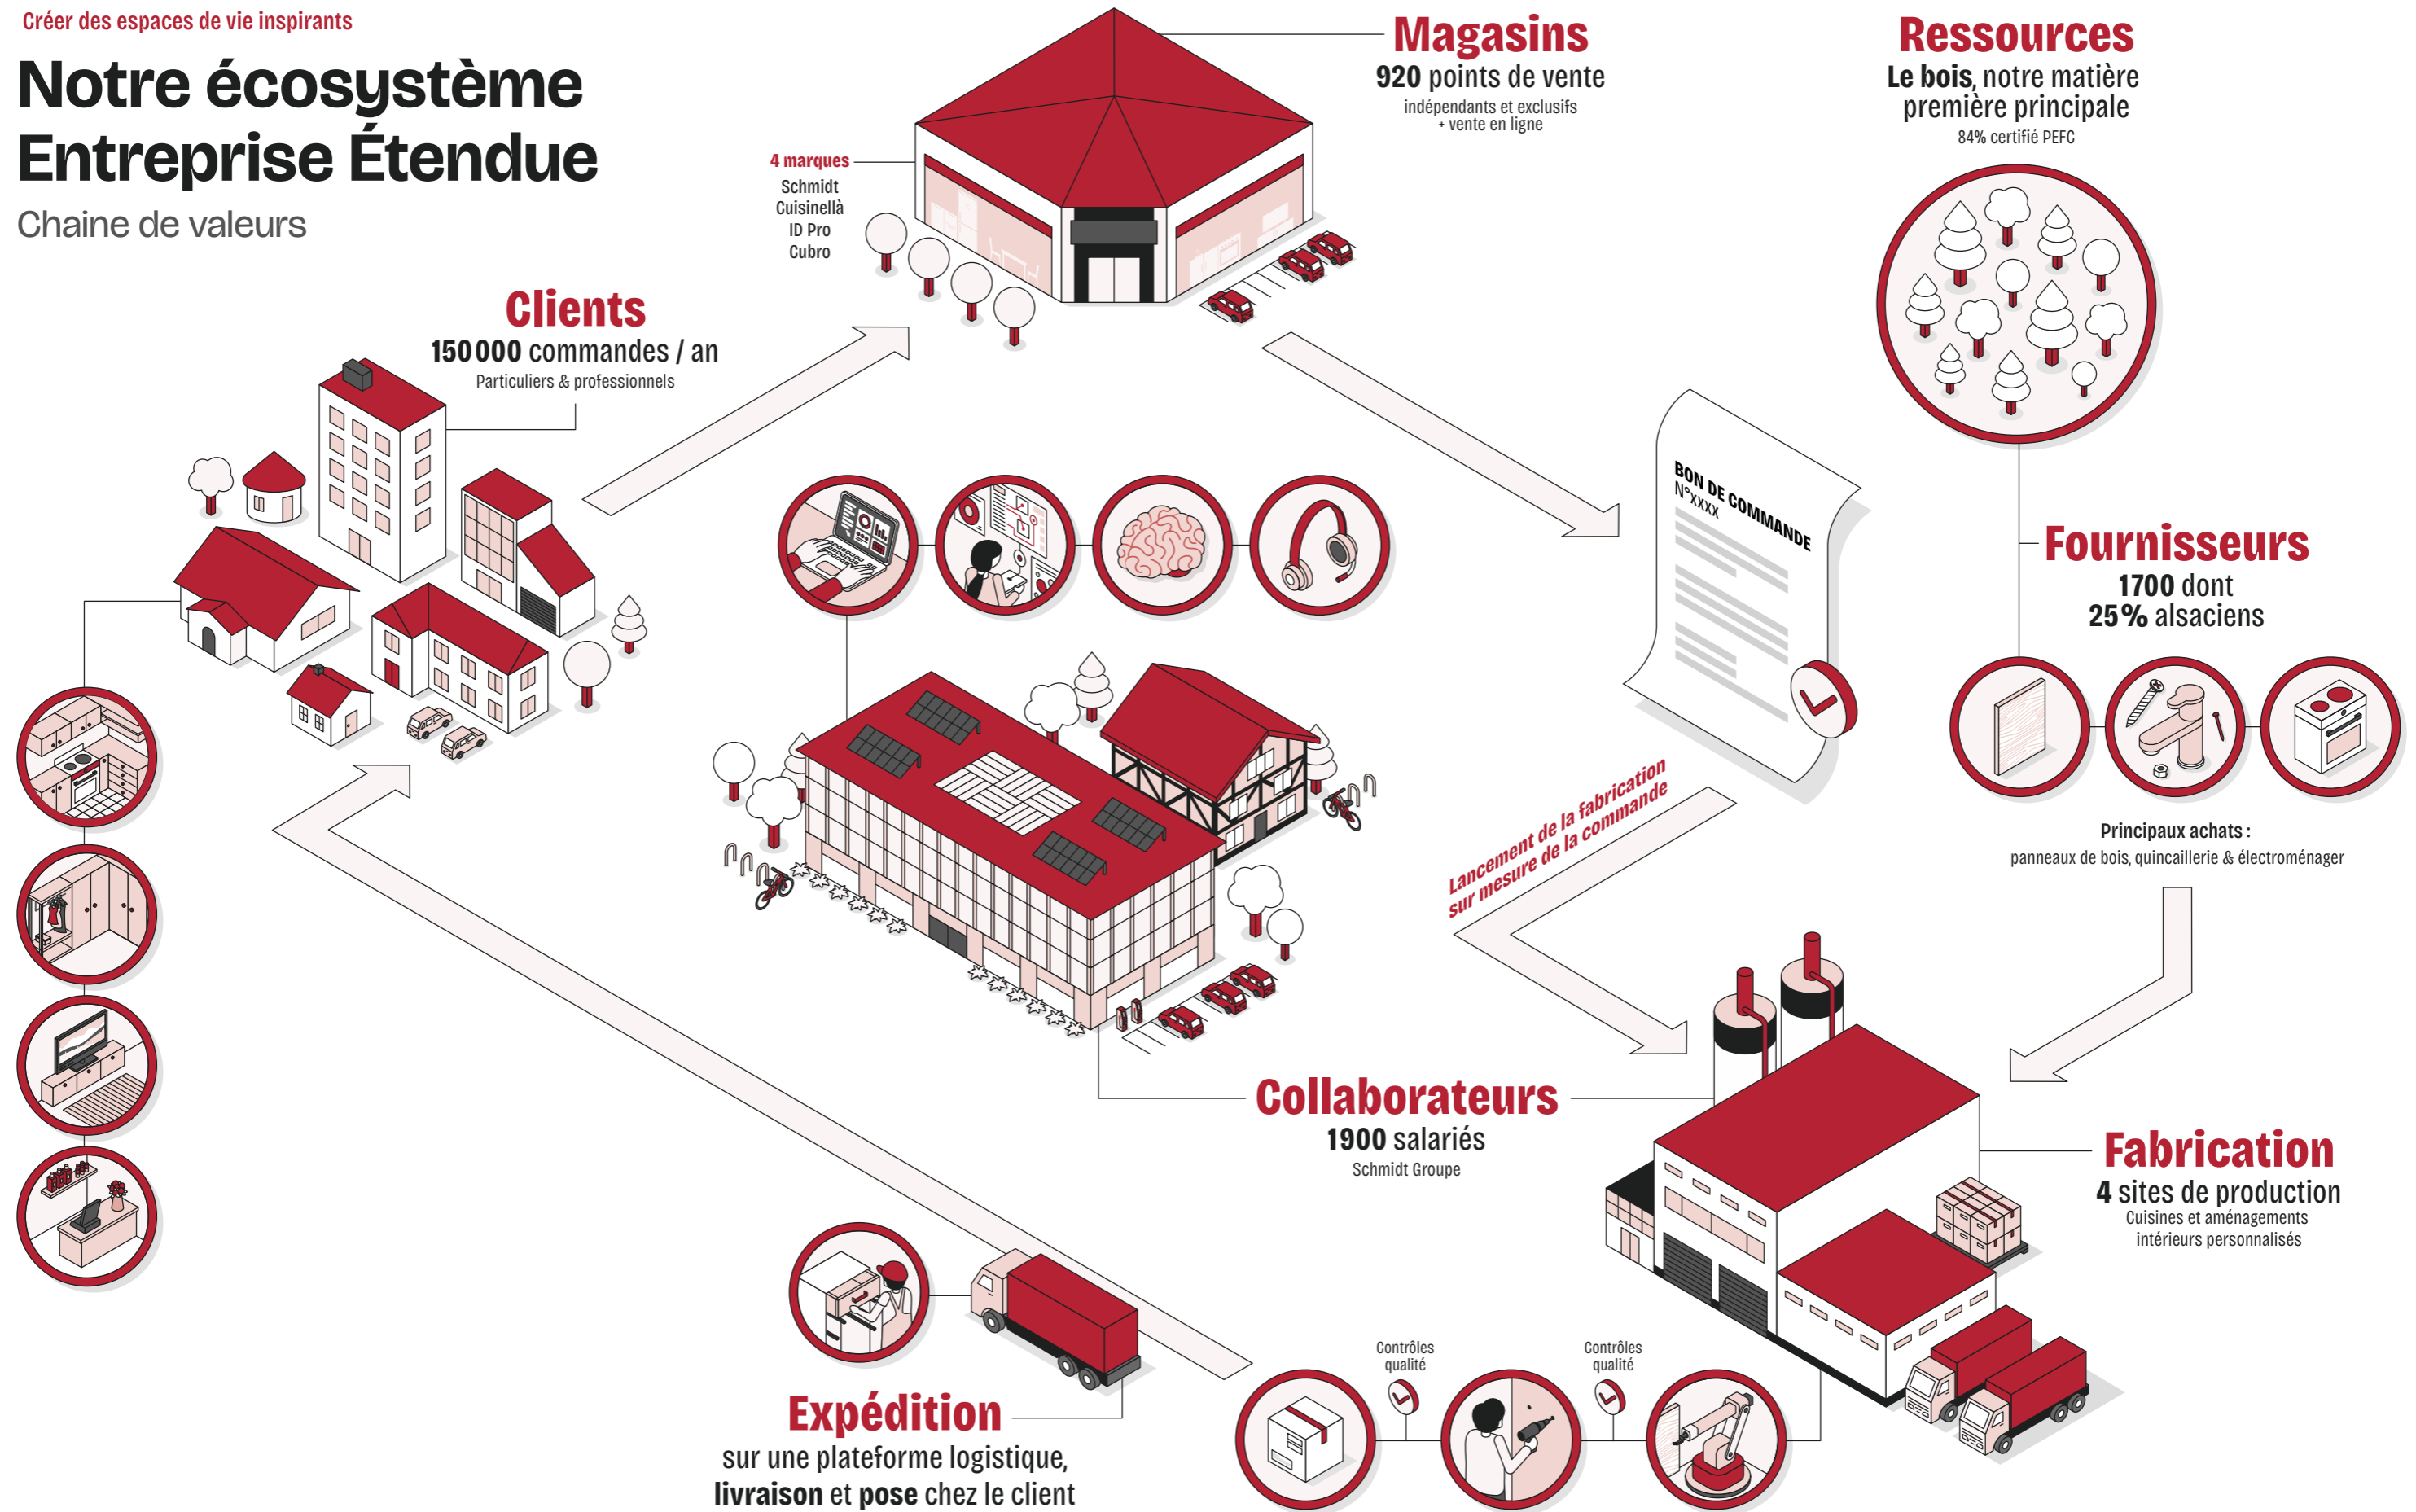 Créer des espaces de vie inspirants
Notre écosystème
Entreprise Étendue
Chaine de valeurs
Magasins
920 points de vente
indépendants et exclusifs
+ vente en ligne
4 marques
Schmidt
Cuisinellà
ID Pro
Cubro
Ressources
Le bois, notre matière
première principale
84% certifié PEFC
Clients
150 000 commandes / an
Particuliers & professionnels
BON DE COMMANDE
N°XXXX
Fournisseurs
1700 dont
25% alsaciens
Principaux achats :
panneaux de bois, quincaillerie & électroménager
Lancement de la fabrication
sur mesure de la commande
Collaborateurs
1900 salariés
Schmidt Groupe
Fabrication
4 sites de production
Cuisines et aménagements
intérieurs personnalisés
Contrôles
qualité
Contrôles
qualité
Expédition
sur une plateforme logistique,
livraison et pose chez le client